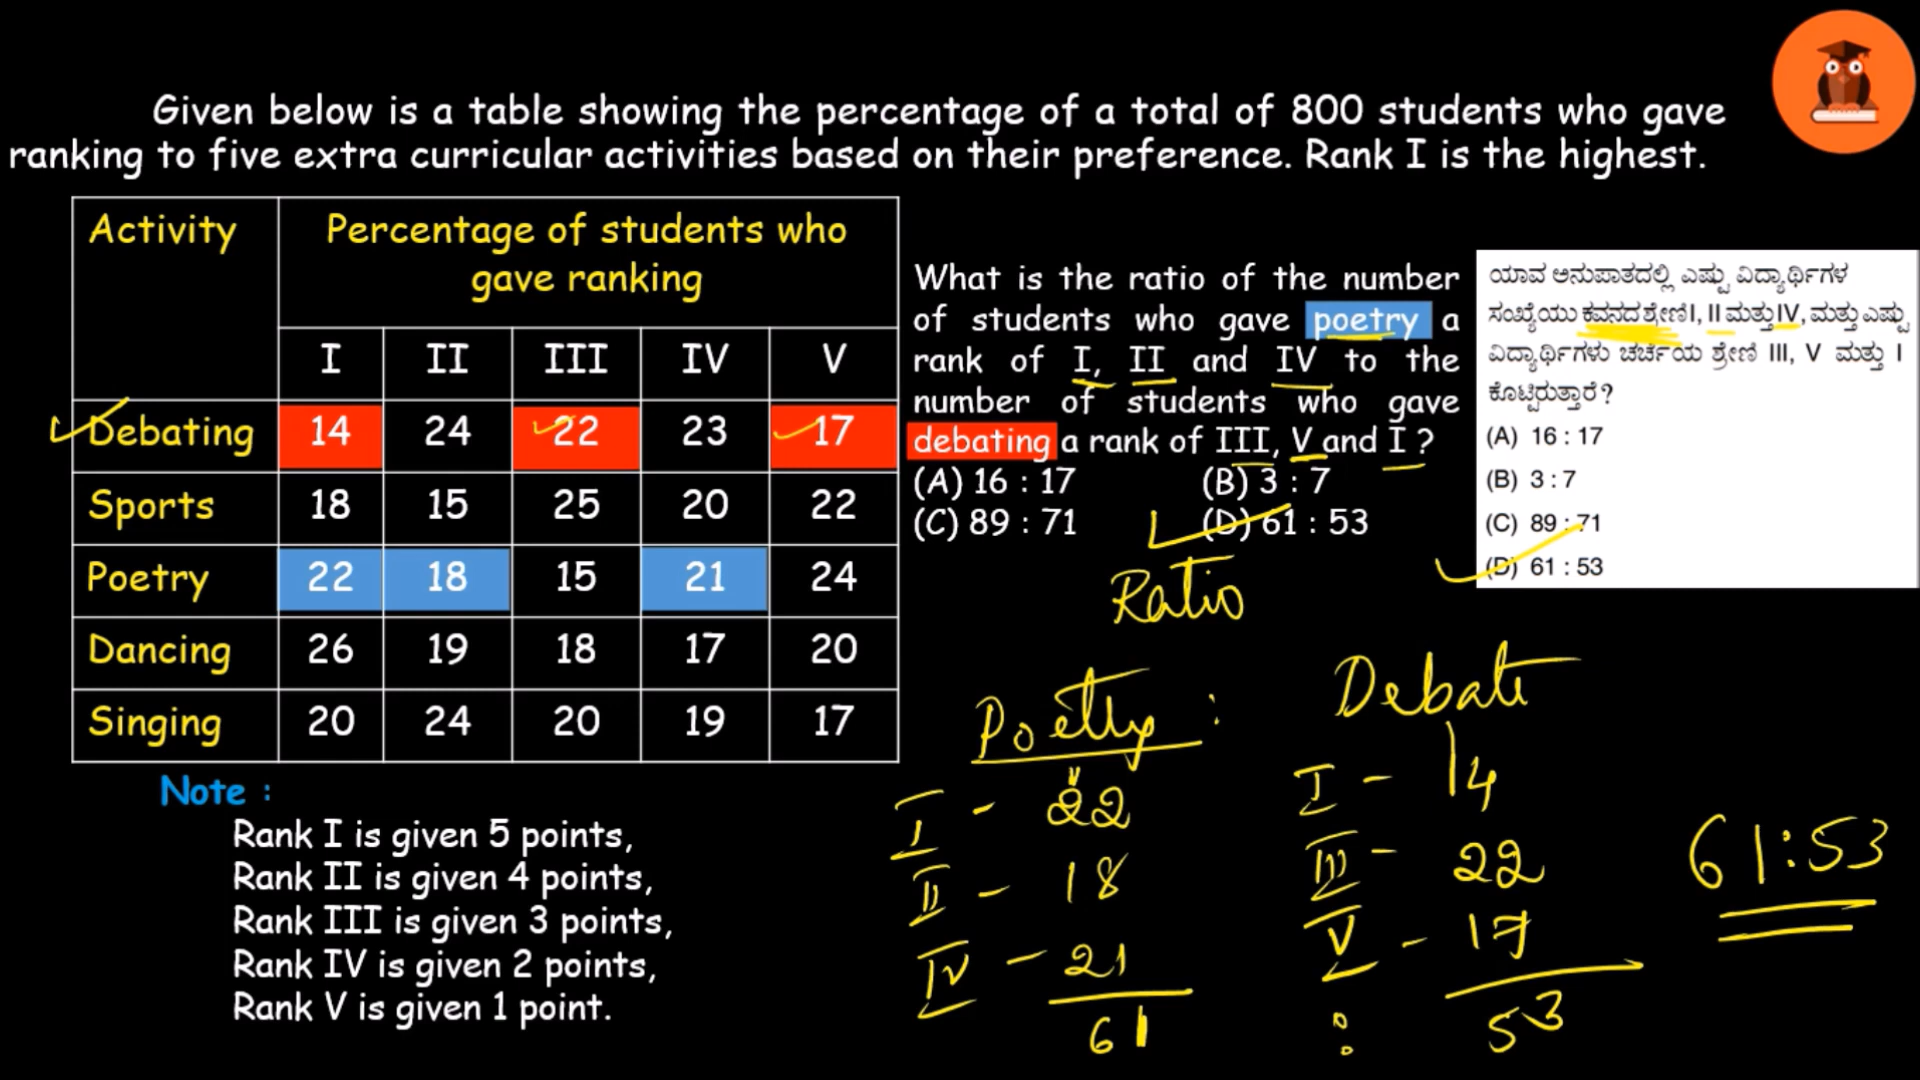 Given below is a table showing the percentage of a total of 800 students who gave
ranking to five extra curricular activities based on their preference. Rank I is the highest.
Activity Percentage of students who
gave ranking
I II III IV V
Debating 14 24 22 23 17
Sports 18 15 25 20 22
Poetry 22 18 15 21 24
Dancing 26 19 18 17 20
Singing 20 24 20 19 17
Note :
Rank I is given 5 points,
Rank II is given 4 points,
Rank III is given 3 points,
Rank IV is given 2 points,
Rank V is given 1 point.
What is the ratio of the number
of students who gave poetry a
rank of I, II and IV to the
number of students who gave
debating a rank of III, V and I ?
(A) 16 : 17 (B) 3 : 7
(C) 89 : 71 (D) 61 : 53
ಯಾವ ಅನುಪಾತದಲ್ಲಿ ಎಷ್ಟು ವಿದ್ಯಾರ್ಥಿಗಳ
ಸಂಖ್ಯೆಯು ಕವನದ ಶ್ರೇಣಿ I, II ಮತ್ತು IV, ಮತ್ತು ಎಷ್ಟು
ವಿದ್ಯಾರ್ಥಿಗಳು ಚರ್ಚೆಯ ಶ್ರೇಣಿ III, V ಮತ್ತು I
ಕೊಟ್ಟಿರುತ್ತಾರೆ?
(A) 16 : 17
(B) 3 : 7
(C) 89 : 71
(D) 61 : 53
Ratio
Poetry : Debate
I - 22
II - 18
IV - 21
61
:
I - 14
III - 22
V - 17
53
61:53